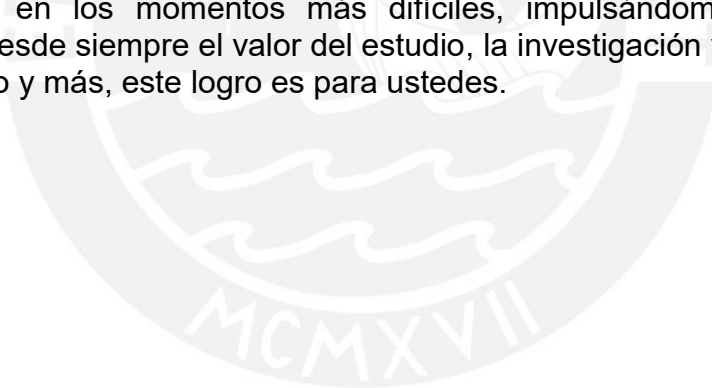 en los momentos más difíciles, impulsándom
esde siempre el valor del estudio, la investigación
o y más, este logro es para ustedes.
MCMXVII